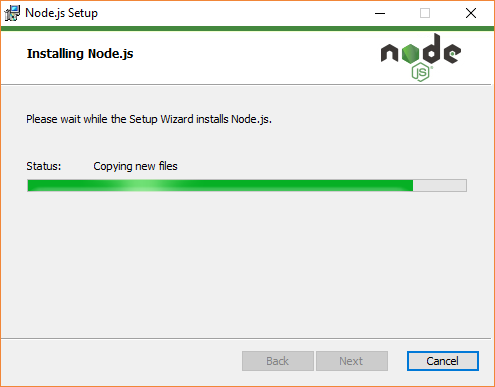 Node.js Setup
Installing Node.js
node
JS®
Please wait while the Setup Wizard installs Node.js.
Status: Copying new files
Back Next Cancel